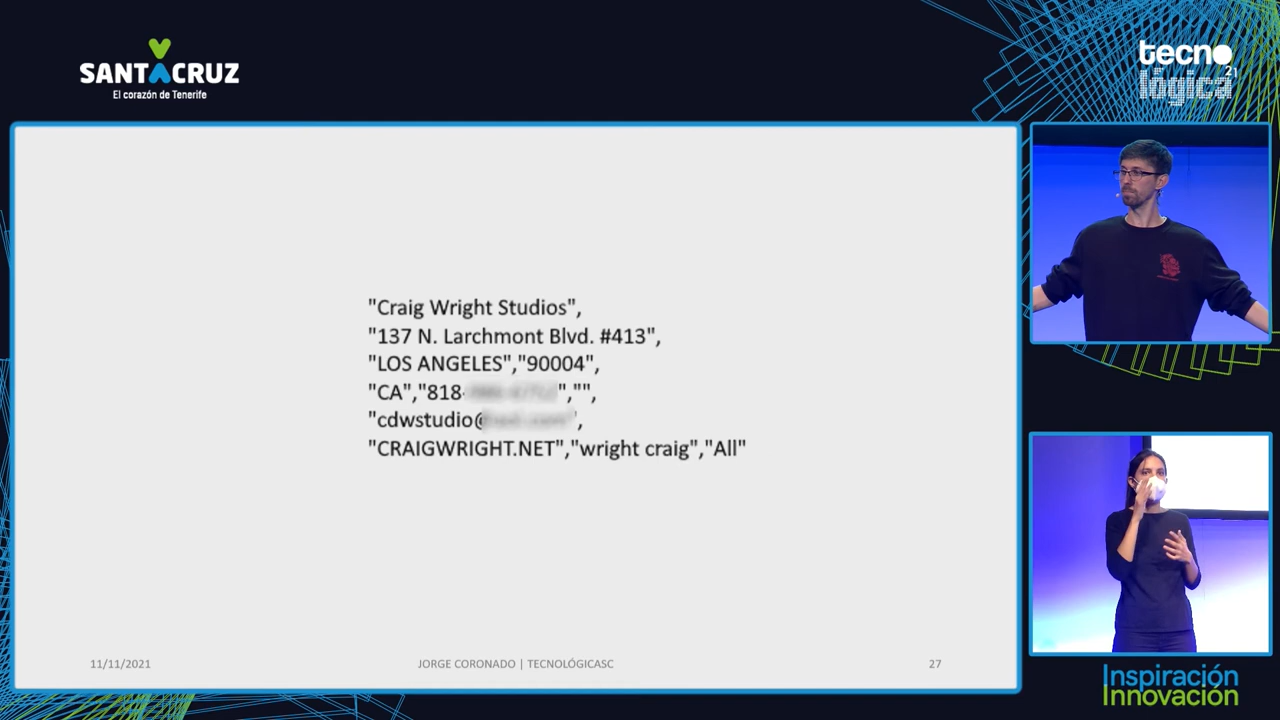 SANTACRUZ
El corazón de Tenerife
tecno
lógica
21
"Craig Wright Studios",
"137 N. Larchmont Blvd. #413",
"LOS ANGELES","90004",
"CA","818- ","",
"cdwstudio@ ",
"CRAIGWRIGHT.NET","wright craig","All"
11/11/2021
JORGE CORONADO | TECNOLÓGICASC
27
Inspiración
Innovación